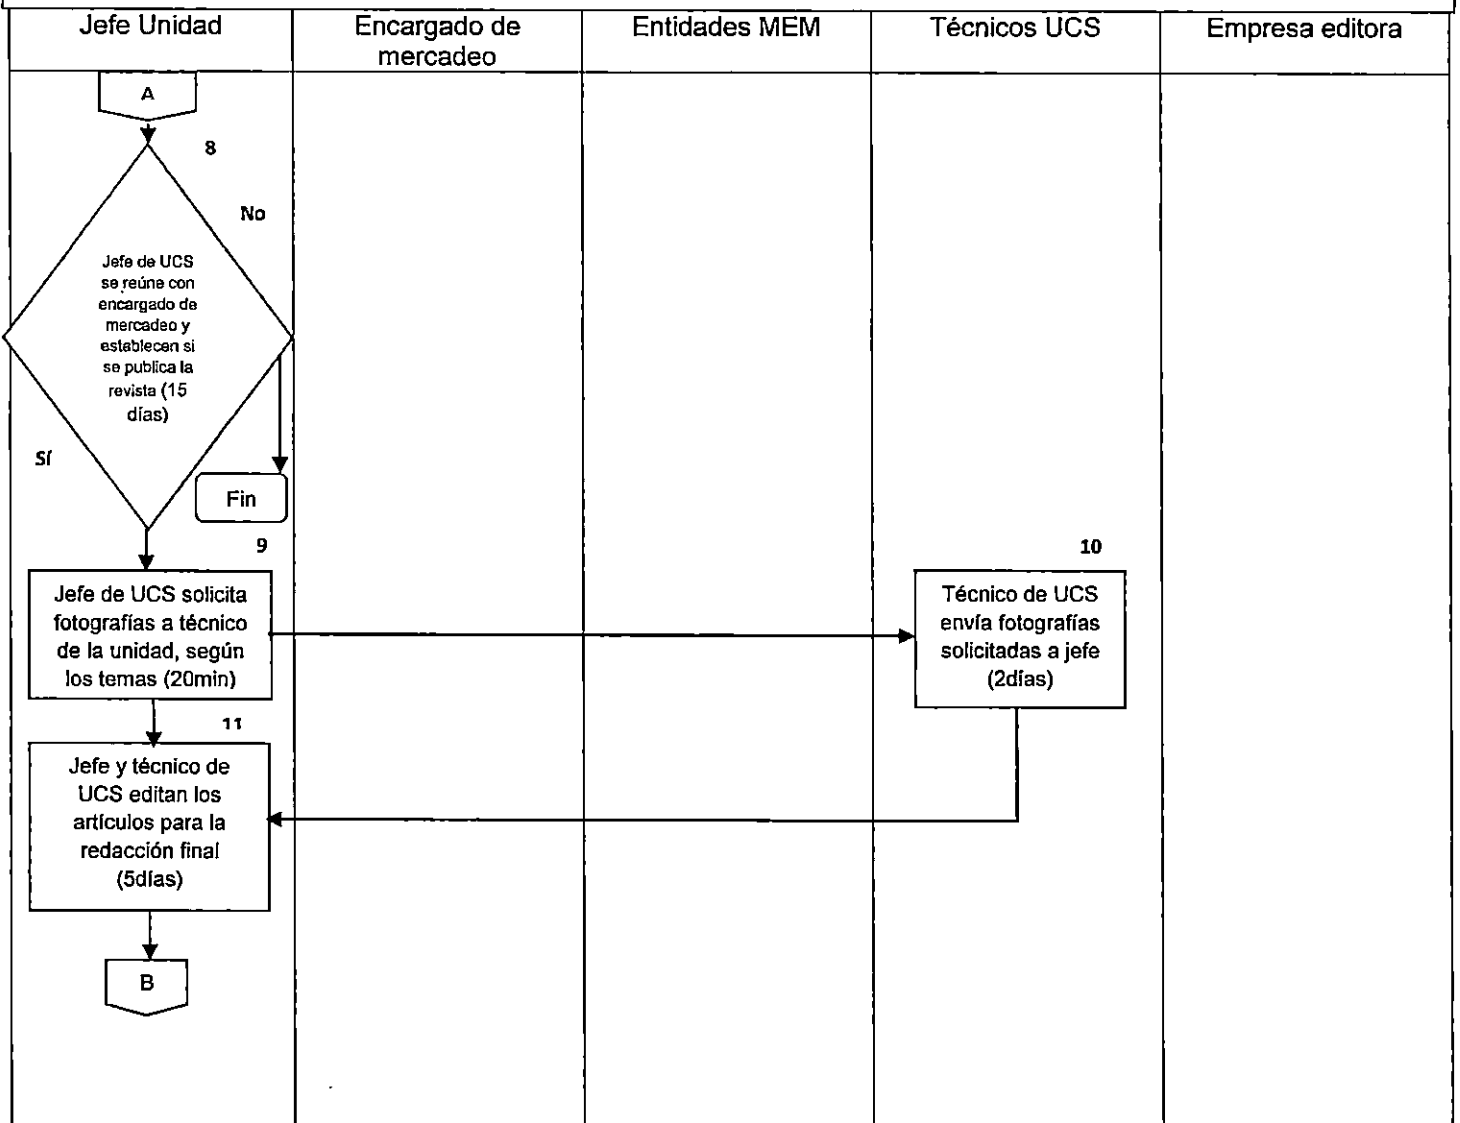 Jefe Unidad
Encargado de
mercadeo
Entidades MEM
Técnicos UCS
Empresa editora
A
8
No
Jefe de UCS
se reúne con
encargado de
mercadeo y
establecen si
se publica la
revista (15
días)
Sí
Fin
9
Jefe de UCS solicita
fotografías a técnico
de la unidad, según
los temas (20min)
10
Técnico de UCS
envía fotografías
solicitadas a jefe
(2días)
11
Jefe y técnico de
UCS editan los
artículos para la
redacción final
(5días)
B